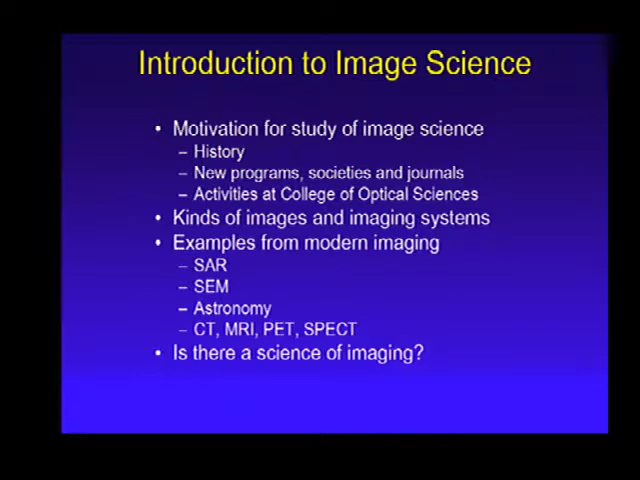 Introduction to Image Science
• Motivation for study of image science
– History
– New programs, societies and journals
– Activities at College of Optical Sciences
• Kinds of images and imaging systems
• Examples from modern imaging
– SAR
– SEM
– Astronomy
– CT, MRI, PET, SPECT
• Is there a science of imaging?